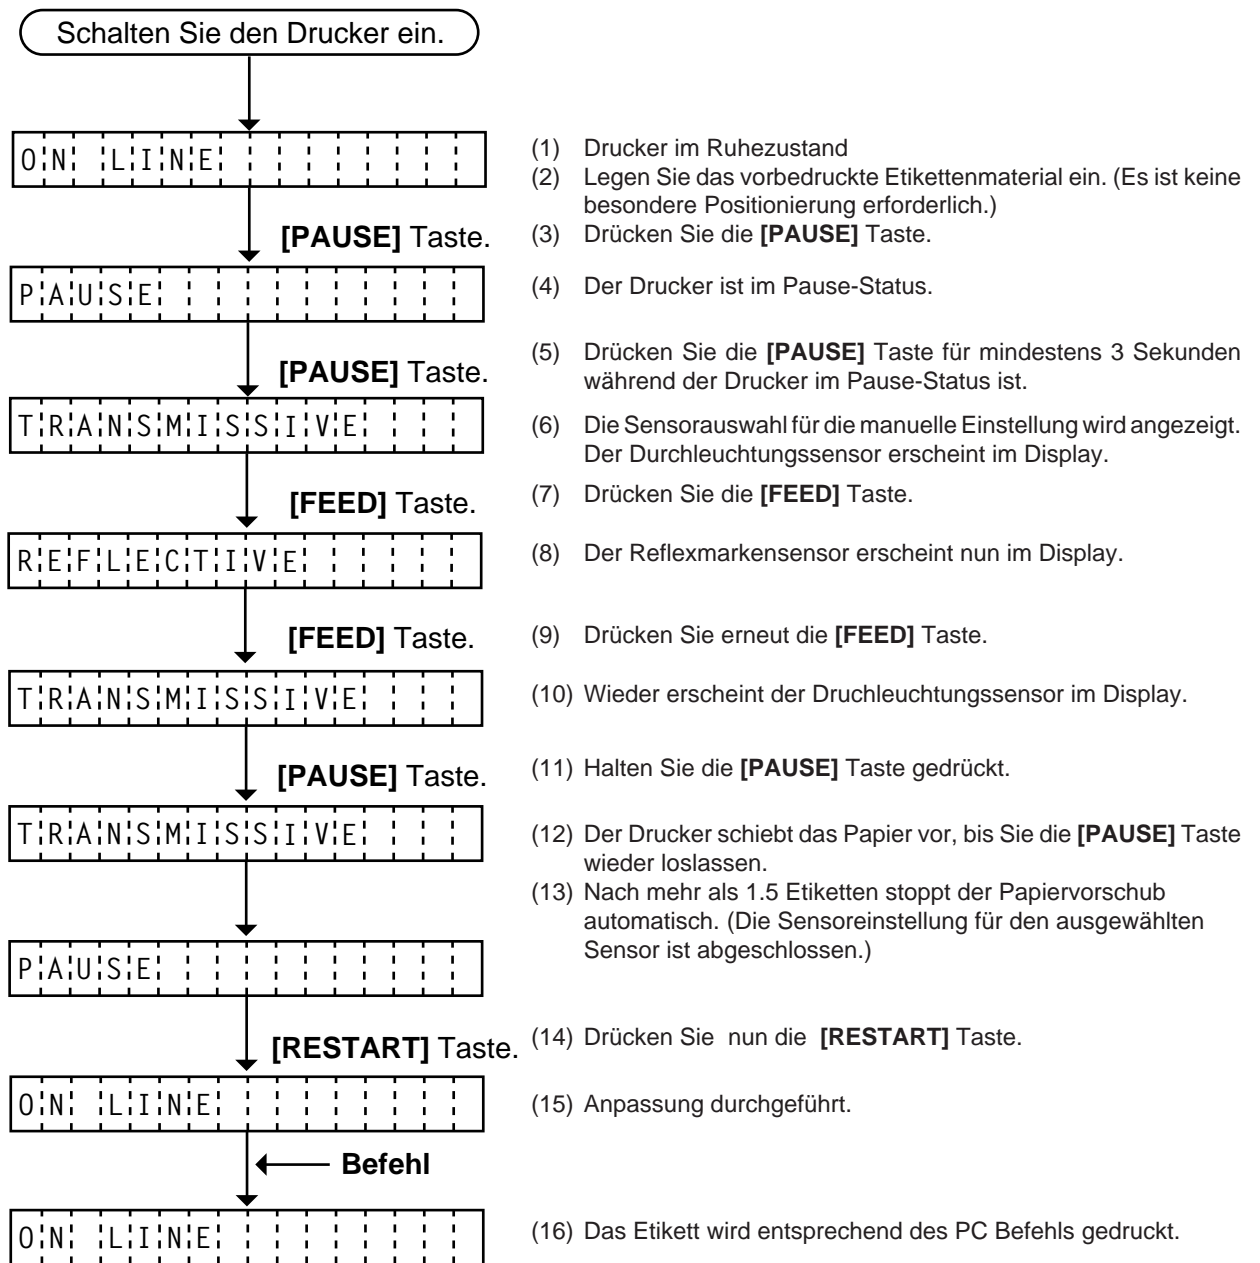 Schalten Sie den Drucker ein.
ON LINE
(1) Drucker im Ruhezustand
(2) Legen Sie das vorbedruckte Etikettenmaterial ein. (Es ist keine
besondere Positionierung erforderlich.)
[PAUSE] Taste.
(3) Drücken Sie die [PAUSE] Taste.
PAUSE
(4) Der Drucker ist im Pause-Status.
[PAUSE] Taste.
(5) Drücken Sie die [PAUSE] Taste für mindestens 3 Sekunden
während der Drucker im Pause-Status ist.
TRANSMISSIVE
(6) Die Sensorauswahl für die manuelle Einstellung wird angezeigt.
Der Durchleuchtungssensor erscheint im Display.
[FEED] Taste.
(7) Drücken Sie die [FEED] Taste.
REFLECTIVE
(8) Der Reflexmarkensensor erscheint nun im Display.
[FEED] Taste.
(9) Drücken Sie erneut die [FEED] Taste.
TRANSMISSIVE
(10) Wieder erscheint der Druchleuchtungssensor im Display.
[PAUSE] Taste.
(11) Halten Sie die [PAUSE] Taste gedrückt.
TRANSMISSIVE
(12) Der Drucker schiebt das Papier vor, bis Sie die [PAUSE] Taste
wieder loslassen.
(13) Nach mehr als 1.5 Etiketten stoppt der Papiervorschub
automatisch. (Die Sensoreinstellung für den ausgewählten
Sensor ist abgeschlossen.)
PAUSE
[RESTART] Taste.
(14) Drücken Sie nun die [RESTART] Taste.
ON LINE
(15) Anpassung durchgeführt.
Befehl
ON LINE
(16) Das Etikett wird entsprechend des PC Befehls gedruckt.